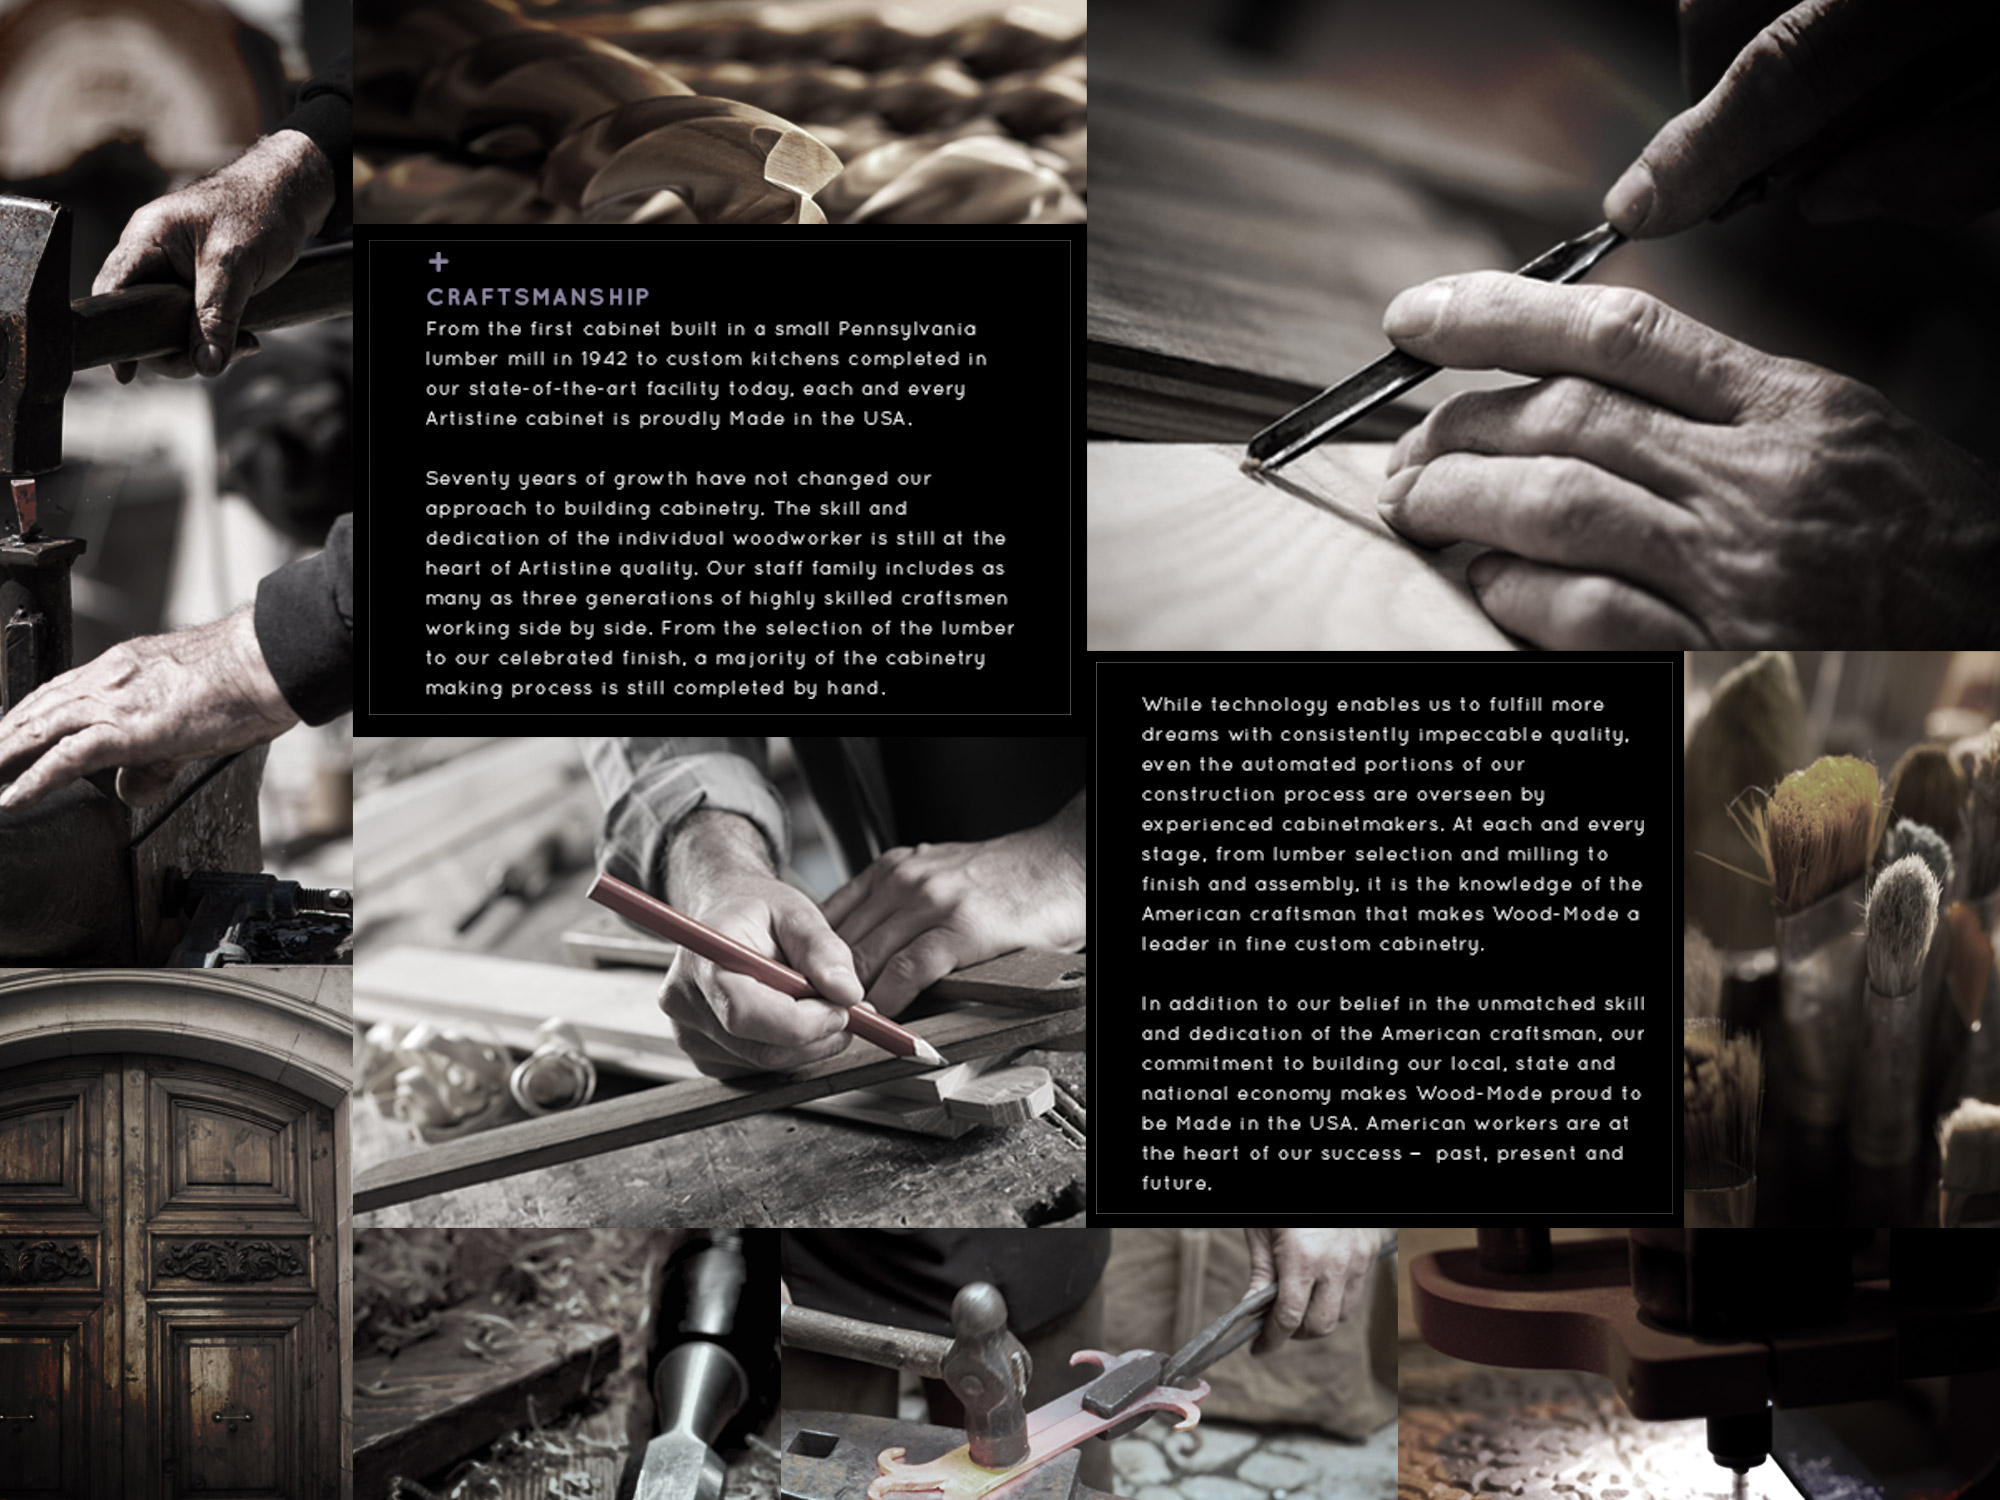 +
CRAFTSMANSHIP
From the first cabinet built in a small Pennsylvania
lumber mill in 1942 to custom kitchens completed in
our state-of-the-art facility today, each and every
Artistine cabinet is proudly Made in the USA.
Seventy years of growth have not changed our
approach to building cabinetry. The skill and
dedication of the individual woodworker is still at the
heart of Artistine quality. Our staff family includes as
many as three generations of highly skilled craftsmen
working side by side. From the selection of the lumber
to our celebrated finish, a majority of the cabinetry
making process is still completed by hand.
While technology enables us to fulfill more
dreams with consistently impeccable quality,
even the automated portions of our
construction process are overseen by
experienced cabinetmakers. At each and every
stage, from lumber selection and milling to
finish and assembly, it is the knowledge of the
American craftsman that makes Wood-Mode a
leader in fine custom cabinetry.
In addition to our belief in the unmatched skill
and dedication of the American craftsman, our
commitment to building our local, state and
national economy makes Wood-Mode proud to
be Made in the USA. American workers are at
the heart of our success – past, present and
future.